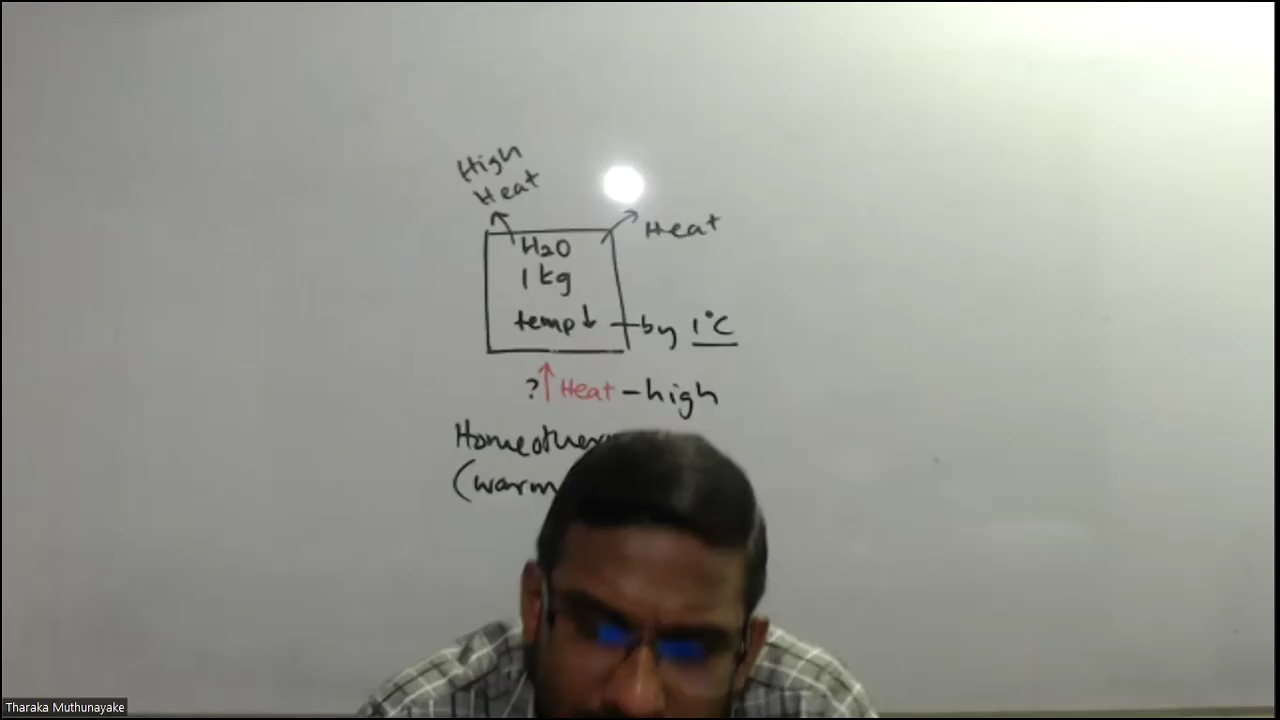 High
Heat
Heat
H2O
1 kg
temp↓ by 1°C
? ↑ Heat – high
(warm
Tharaka Muthunayake